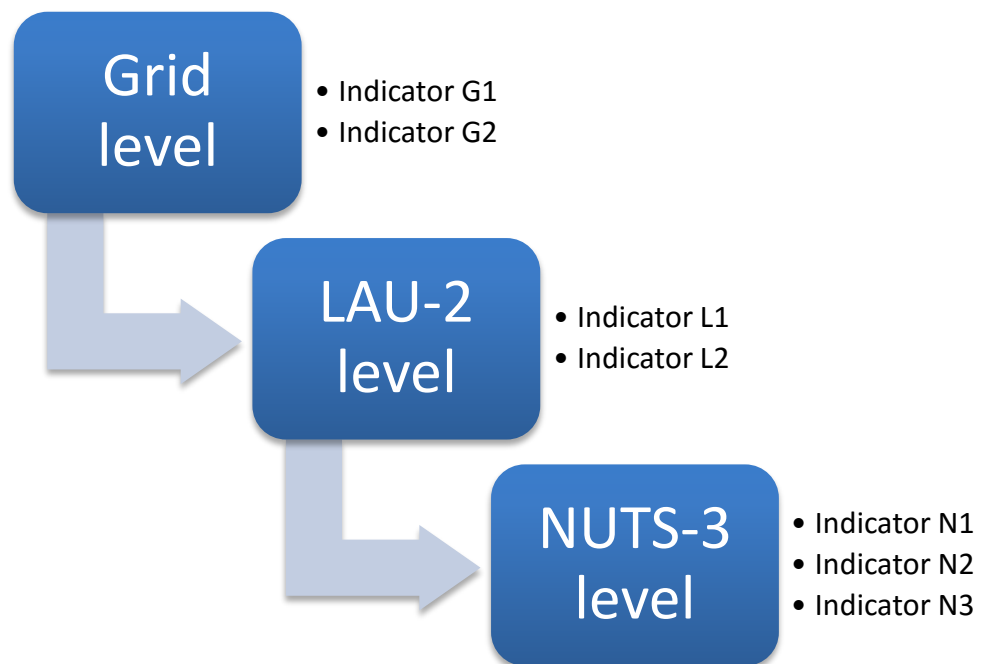 Grid
level
• Indicator G1
• Indicator G2
LAU-2
level
• Indicator L1
• Indicator L2
NUTS-3
level
• Indicator N1
• Indicator N2
• Indicator N3